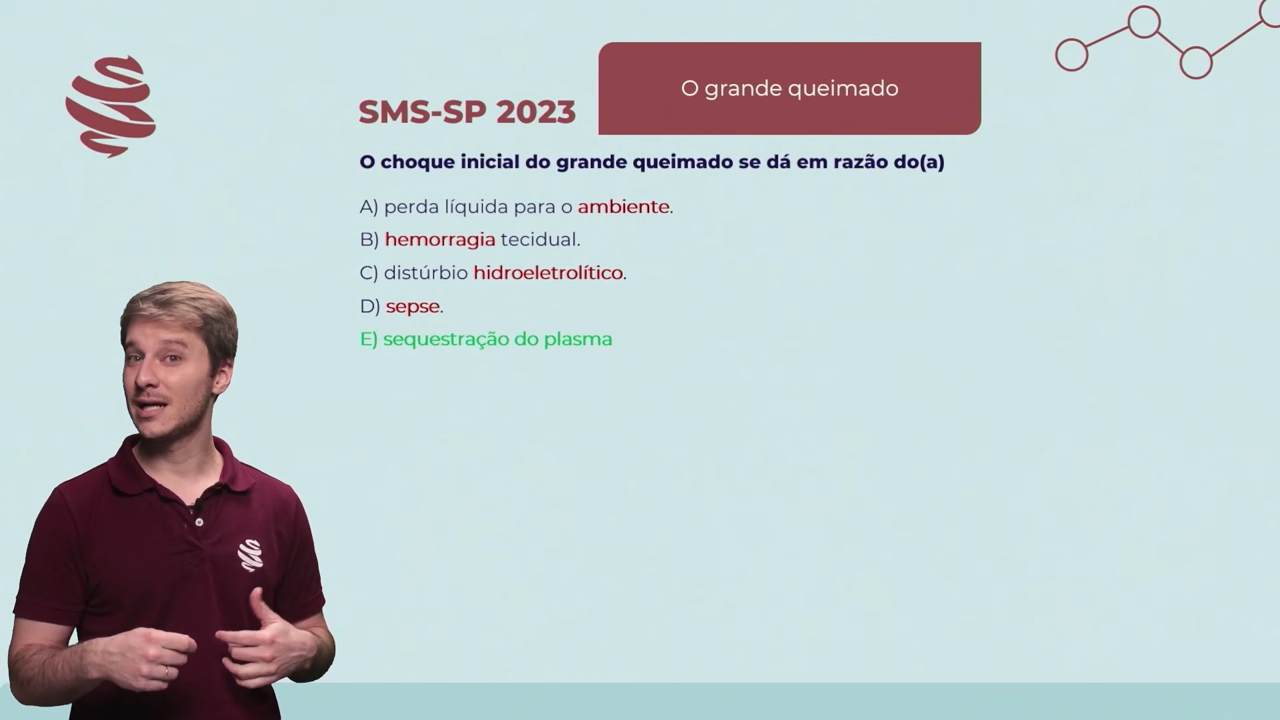 O grande queimado
SMS-SP 2023
O choque inicial do grande queimado se dá em razão do(a)
A) perda líquida para o ambiente.
B) hemorragia tecidual.
C) distúrbio hidroeletrolítico.
D) sepse.
E) sequestração do plasma